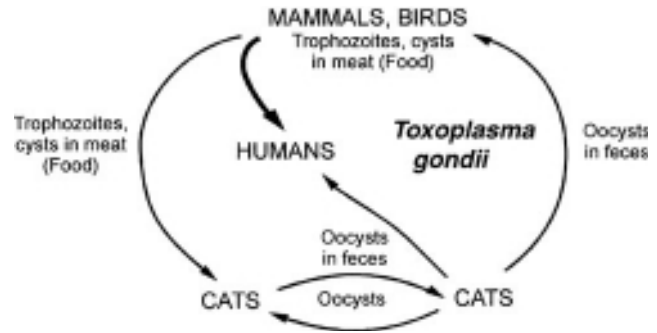 MAMMALS, BIRDS
Trophozoites, cysts
in meat (Food)
Trophozoites,
cysts in meat
(Food)
HUMANS
Toxoplasma
gondii
Oocysts
in feces
Oocysts
in feces
CATS
Oocysts
CATS